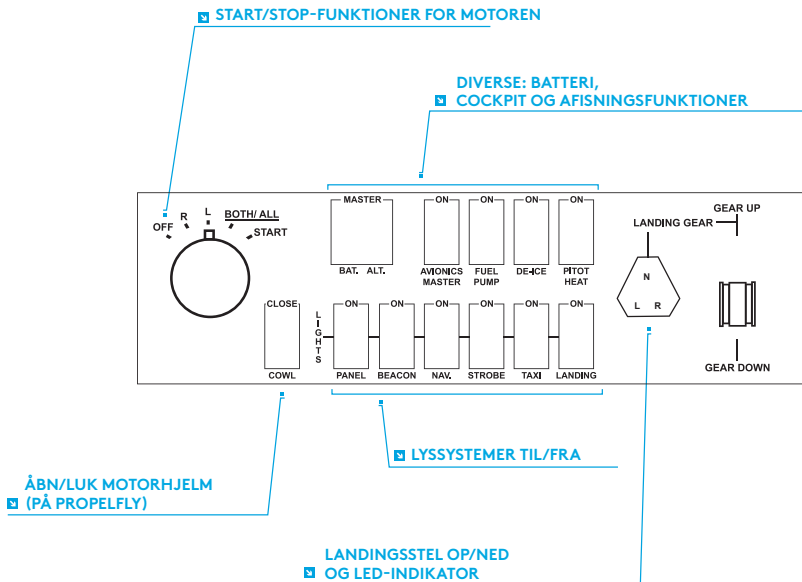 START/STOP-FUNKTIONER FOR MOTOREN
DIVERSE: BATTERI,
COCKPIT OG AFISNINGSFUNKTIONER
OFF R L BOTH/ ALL START
MASTER ON ON ON ON
BAT. ALT. AVIONICS MASTER FUEL PUMP DE-ICE PITOT HEAT
GEAR UP
LANDING GEAR
N
L R
GEAR DOWN
CLOSE
COWL
LIGHTS
ON ON ON ON ON ON
PANEL BEACON NAV. STROBE TAXI LANDING
LYSSYSTEMER TIL/FRA
ÅBN/LUK MOTORHJELM
(PÅ PROPELFLY)
LANDINGSSTEL OP/NED
OG LED-INDIKATOR